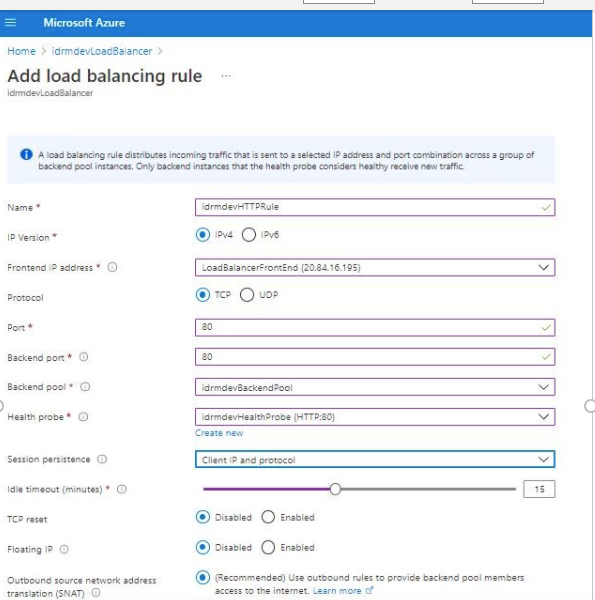 Microsoft Azure
Home > idrmdevLoadBalancer >
Add load balancing rule ...
idrmdevLoadBalancer
A load balancing rule distributes incoming traffic that is sent to a selected IP address and port combination across a group of
backend pool instances. Only backend instances that the health probe considers healthy receive new traffic.
Name * idrmdevHTTPRule
IP Version * IPv4 IPv6
Frontend IP address * LoadBalancerFrontEnd (20.84.16.195)
Protocol TCP UDP
Port * 80
Backend port * 80
Backend pool * idrmdevBackendPool
Health probe * idrmdevHealthProbe (HTTP:80)
Create new
Session persistence Client IP and protocol
Idle timeout (minutes) * 15
TCP reset Disabled Enabled
Floating IP Disabled Enabled
Outbound source network address (Recommended) Use outbound rules to provide backend pool members
translation (SNAT) access to the internet. Learn more